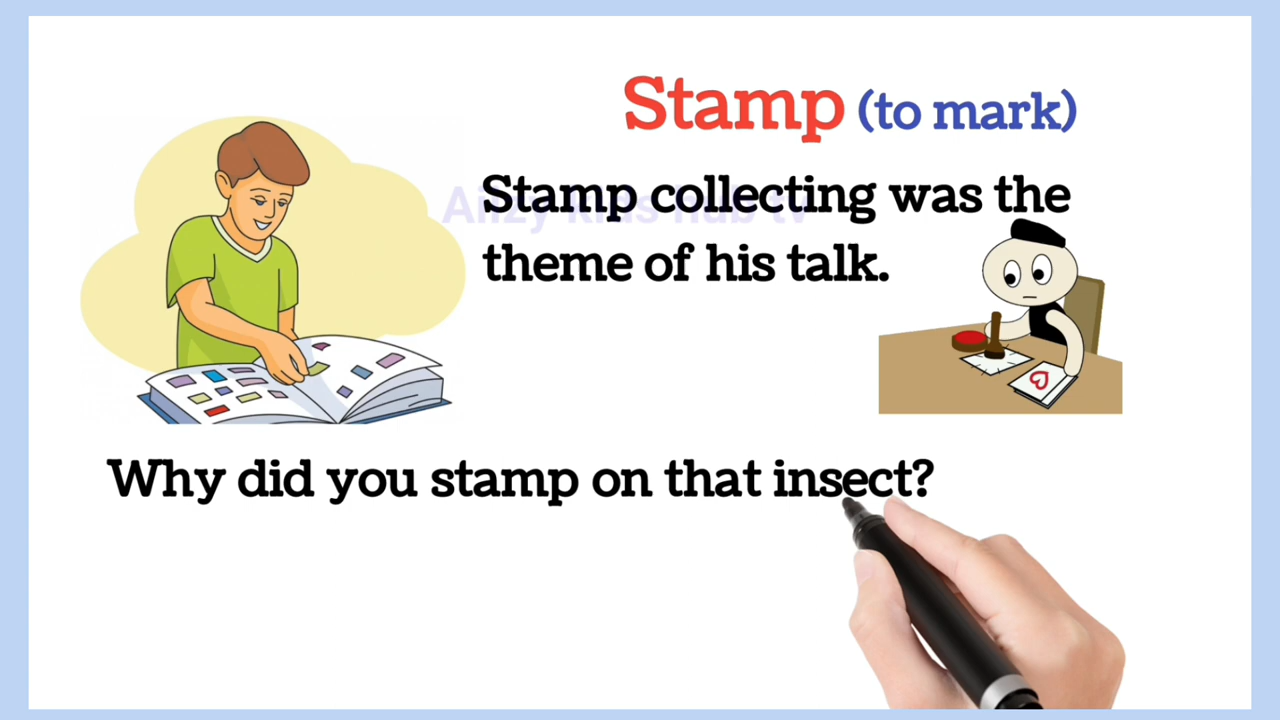 Stamp (to mark)
Stamp collecting was the
theme of his talk.
Why did you stamp on that insect?